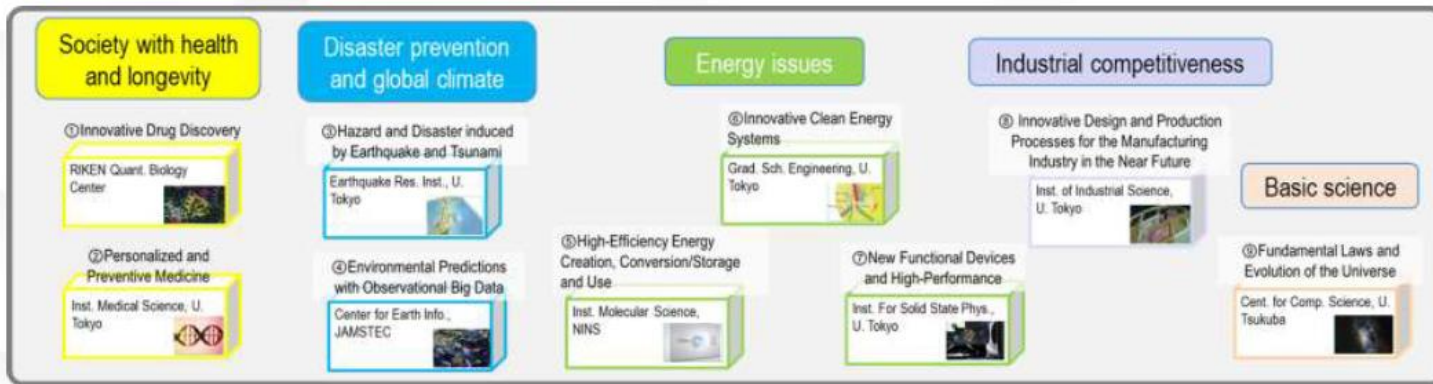 Society with health
and longevity
①Innovative Drug Discovery
RIKEN Quant. Biology
Center
②Personalized and
Preventive Medicine
Inst. Medical Science, U.
Tokyo
Disaster prevention
and global climate
③Hazard and Disaster induced
by Earthquake and Tsunami
Earthquake Res. Inst., U.
Tokyo
④Environmental Predictions
with Observational Big Data
Center for Earth Info.,
JAMSTEC
Energy issues
⑥Innovative Clean Energy
Systems
Grad. Sch. Engineering, U.
Tokyo
⑤High-Efficiency Energy
Creation, Conversion/Storage
and Use
Inst. Molecular Science,
NINS
⑦New Functional Devices
and High-Performance
Inst. For Solid State Phys.,
U. Tokyo
Industrial competitiveness
⑧ Innovative Design and Production
Processes for the Manufacturing
Industry in the Near Future
Inst. of Industrial Science,
U. Tokyo
Basic science
⑨Fundamental Laws and
Evolution of the Universe
Cent. for Comp. Science, U.
Tsukuba